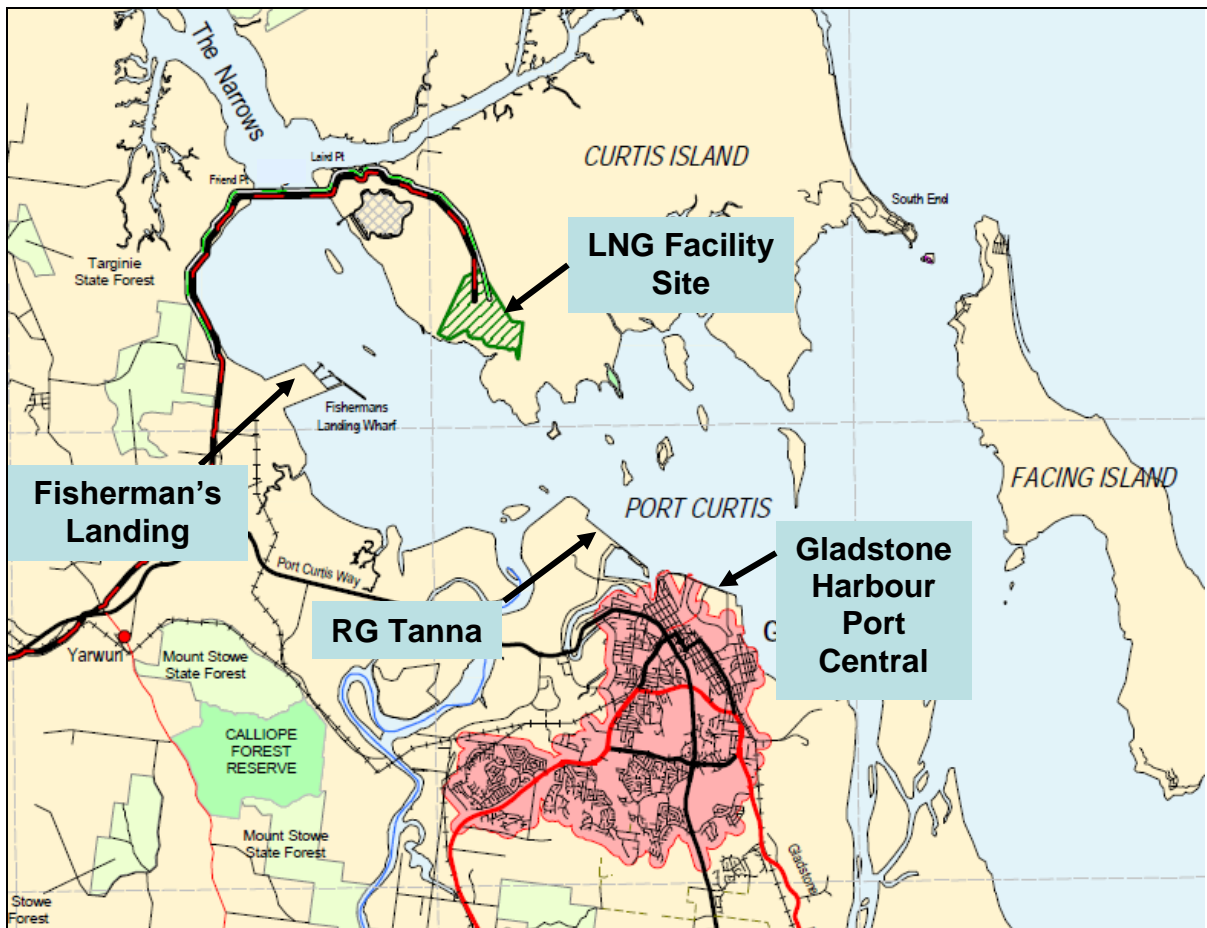 The Narrows
Laird Pt
Friend Pt
CURTIS ISLAND
South End
LNG Facility
Site
Targinie
State Forest
Fishermans
Landing Wharf
Fisherman's
Landing
PORT CURTIS
FACING ISLAND
Gladstone
Harbour
Port
Central
Port Curtis Way
RG Tanna
G
Yarwun
Mount Stowe
State Forest
CALLIOPE
FOREST
RESERVE
Mount Stowe
State Forest
Gladstone
Stowe
Forest